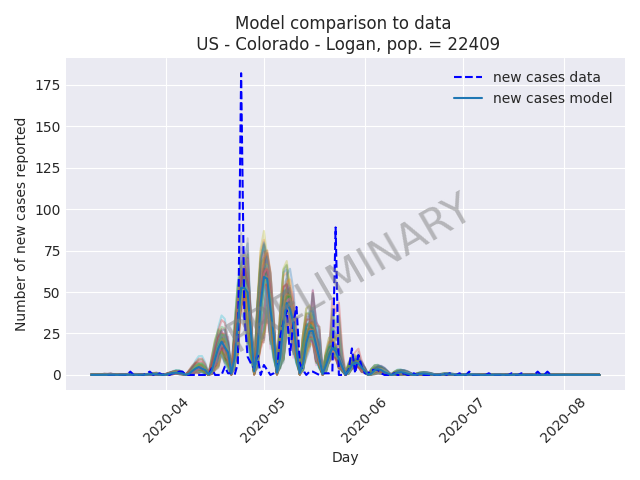 Model comparison to data
US - Colorado - Logan, pop. = 22409
new cases data
new cases model
175
150
125
100
75
50
25
0
Number of new cases reported
PRELIMINARY
2020-04
2020-05
2020-06
2020-07
2020-08
Day